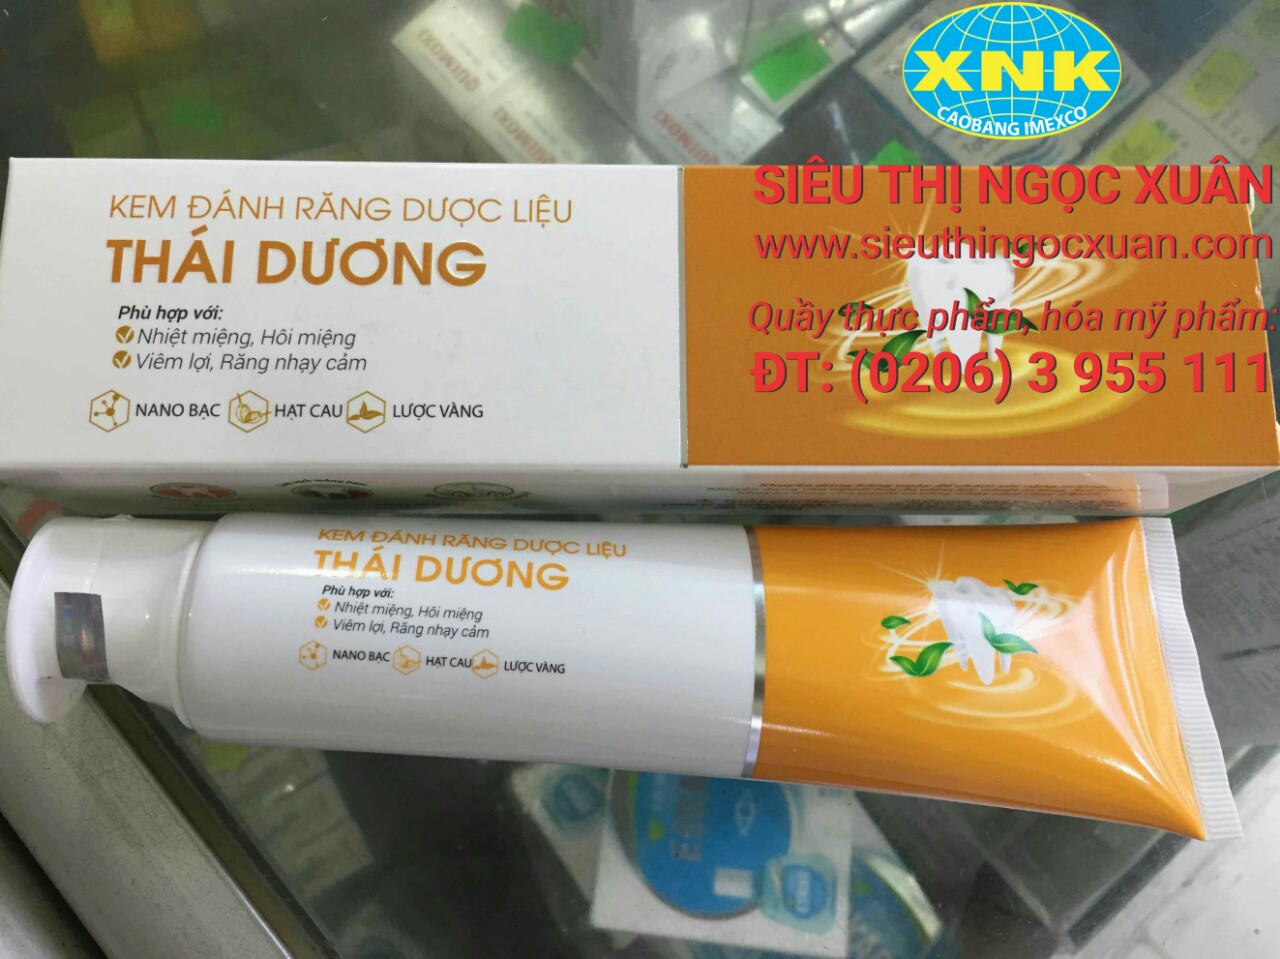 XNK
CAOBANG IMEXCO
SIÊU THỊ NGỌC XUÂN
www.sieuthingocxuan.com
Quầy thực phẩm, hóa mỹ phẩm:
ĐT: (0206) 3 955 111
KEM ĐÁNH RĂNG DƯỢC LIỆU
THÁI DƯƠNG
Phù hợp với:
Nhiệt miệng, Hôi miệng
Viêm lợi, Răng nhạy cảm
NANO BẠC HẠT CAU LƯỢC VÀNG
KEM ĐÁNH RĂNG DƯỢC LIỆU
THÁI DƯƠNG
Phù hợp với:
Nhiệt miệng, Hôi miệng
Viêm lợi, Răng nhạy cảm
NANO BẠC HẠT CAU LƯỢC VÀNG